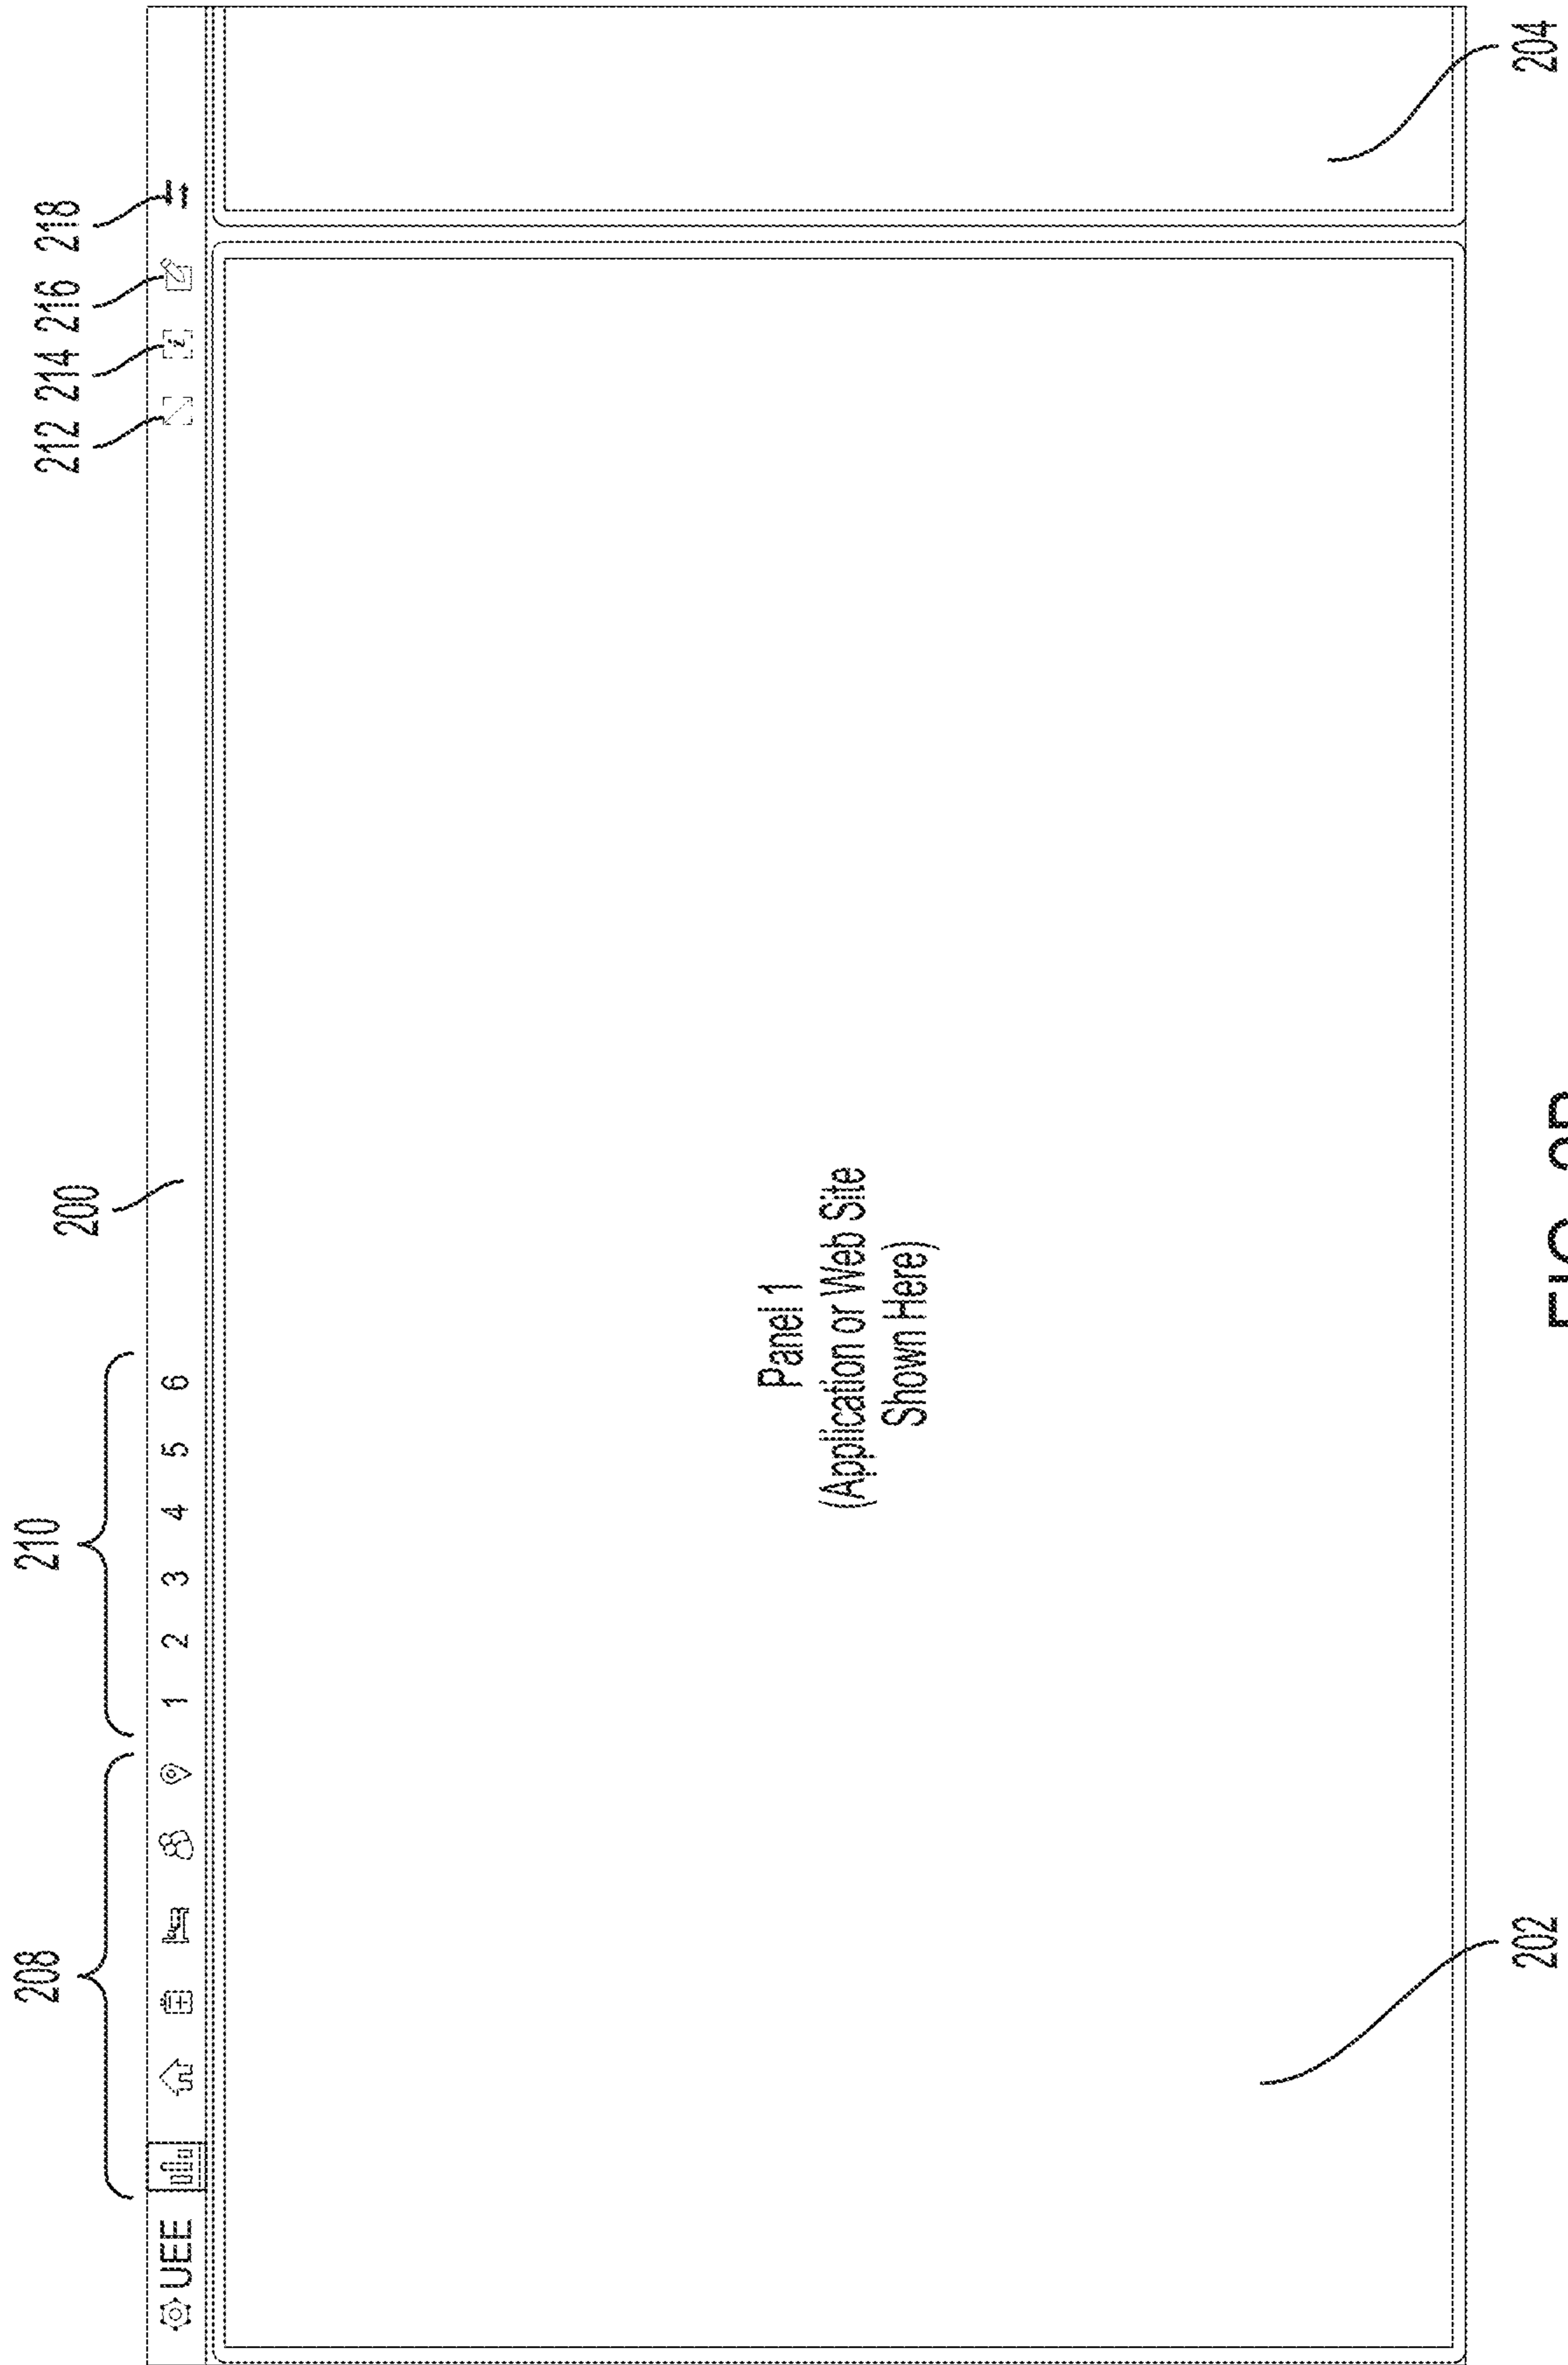 208 210 200 212 214 216 218
UEE 1 2 3 4 5 6 i
Panel 1
(Application or Web Site
Shown Here)
202 204
FIG.